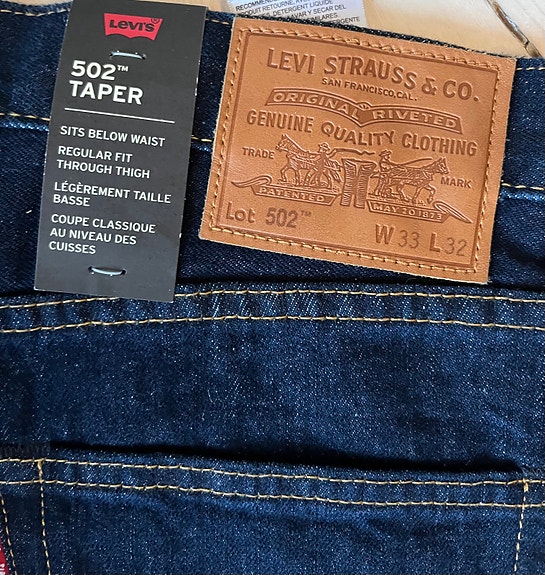 Levi's
502™
TAPER
SITS BELOW WAIST
REGULAR FIT
THROUGH THIGH
LÉGÈREMENT TAILLE
BASSE
COUPE CLASSIQUE
AU NIVEAU DES
CUISSES
LEVI STRAUSS & CO.
SAN FRANCISCO, CAL.
ORIGINAL RIVETED
GENUINE QUALITY CLOTHING
TRADE MARK
PATENTED MAY 20 1873
Lot 502™ W 33 L 32